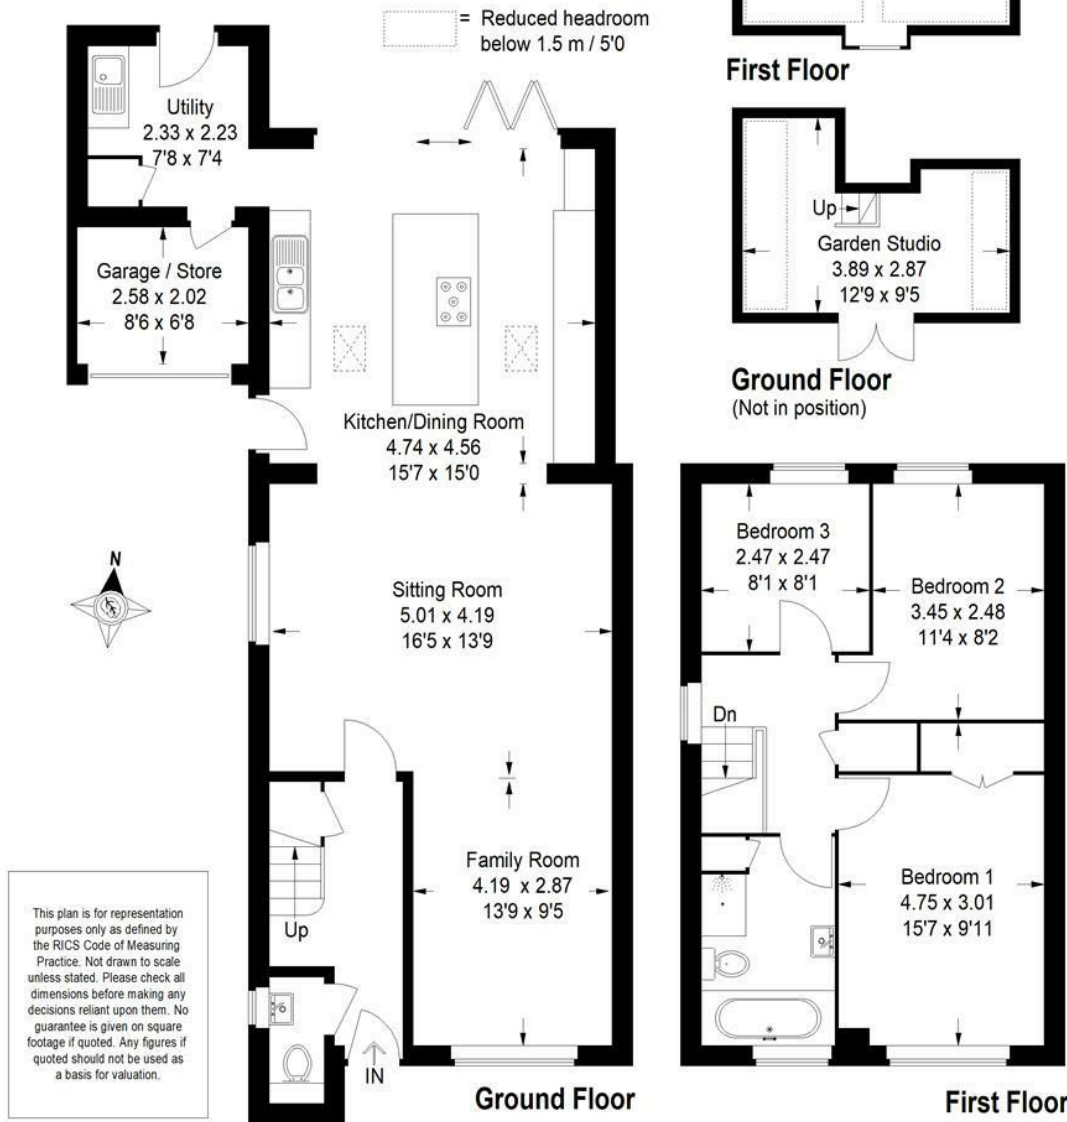 = Reduced headroom
below 1.5 m / 5'0
First Floor
Utility
2.33 x 2.23
7'8 x 7'4
Up
Garden Studio
3.89 x 2.87
12'9 x 9'5
Garage / Store
2.58 x 2.02
8'6 x 6'8
Ground Floor
(Not in position)
Kitchen/Dining Room
4.74 x 4.56
15'7 x 15'0
Bedroom 3
2.47 x 2.47
8'1 x 8'1
N
Sitting Room
5.01 x 4.19
16'5 x 13'9
Bedroom 2
3.45 x 2.48
11'4 x 8'2
Dn
Family Room
4.19 x 2.87
13'9 x 9'5
Bedroom 1
4.75 x 3.01
15'7 x 9'11
Up
This plan is for representation
purposes only as defined by
the RICS Code of Measuring
Practice. Not drawn to scale
unless stated. Please check all
dimensions before making any
decisions reliant upon them. No
guarantee is given on square
footage if quoted. Any figures if
quoted should not be used as
a basis for valuation.
IN
Ground Floor
First Floor